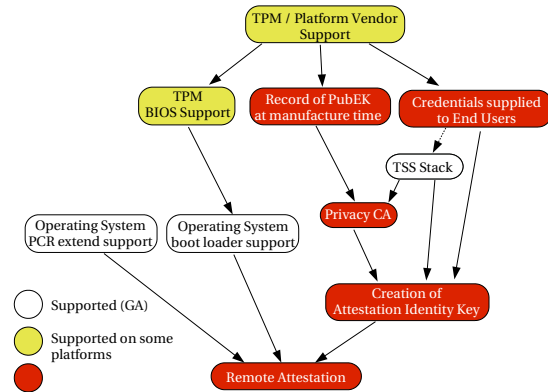 TPM / Platform Vendor
Support
TPM
BIOS Support
Record of PubEK
at manufacture time
Credentials supplied
to End Users
TSS Stack
Privacy CA
Operating System
PCR extend support
Operating System
boot loader support
Creation of
Attestation Identity Key
Supported (GA)
Supported on some
platforms
Remote Attestation